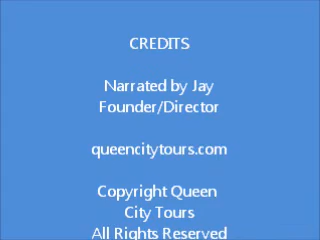 CREDITS
Narrated by Jay
Founder/Director
queencitytours.com
Copyright Queen
City Tours
All Rights Reserved